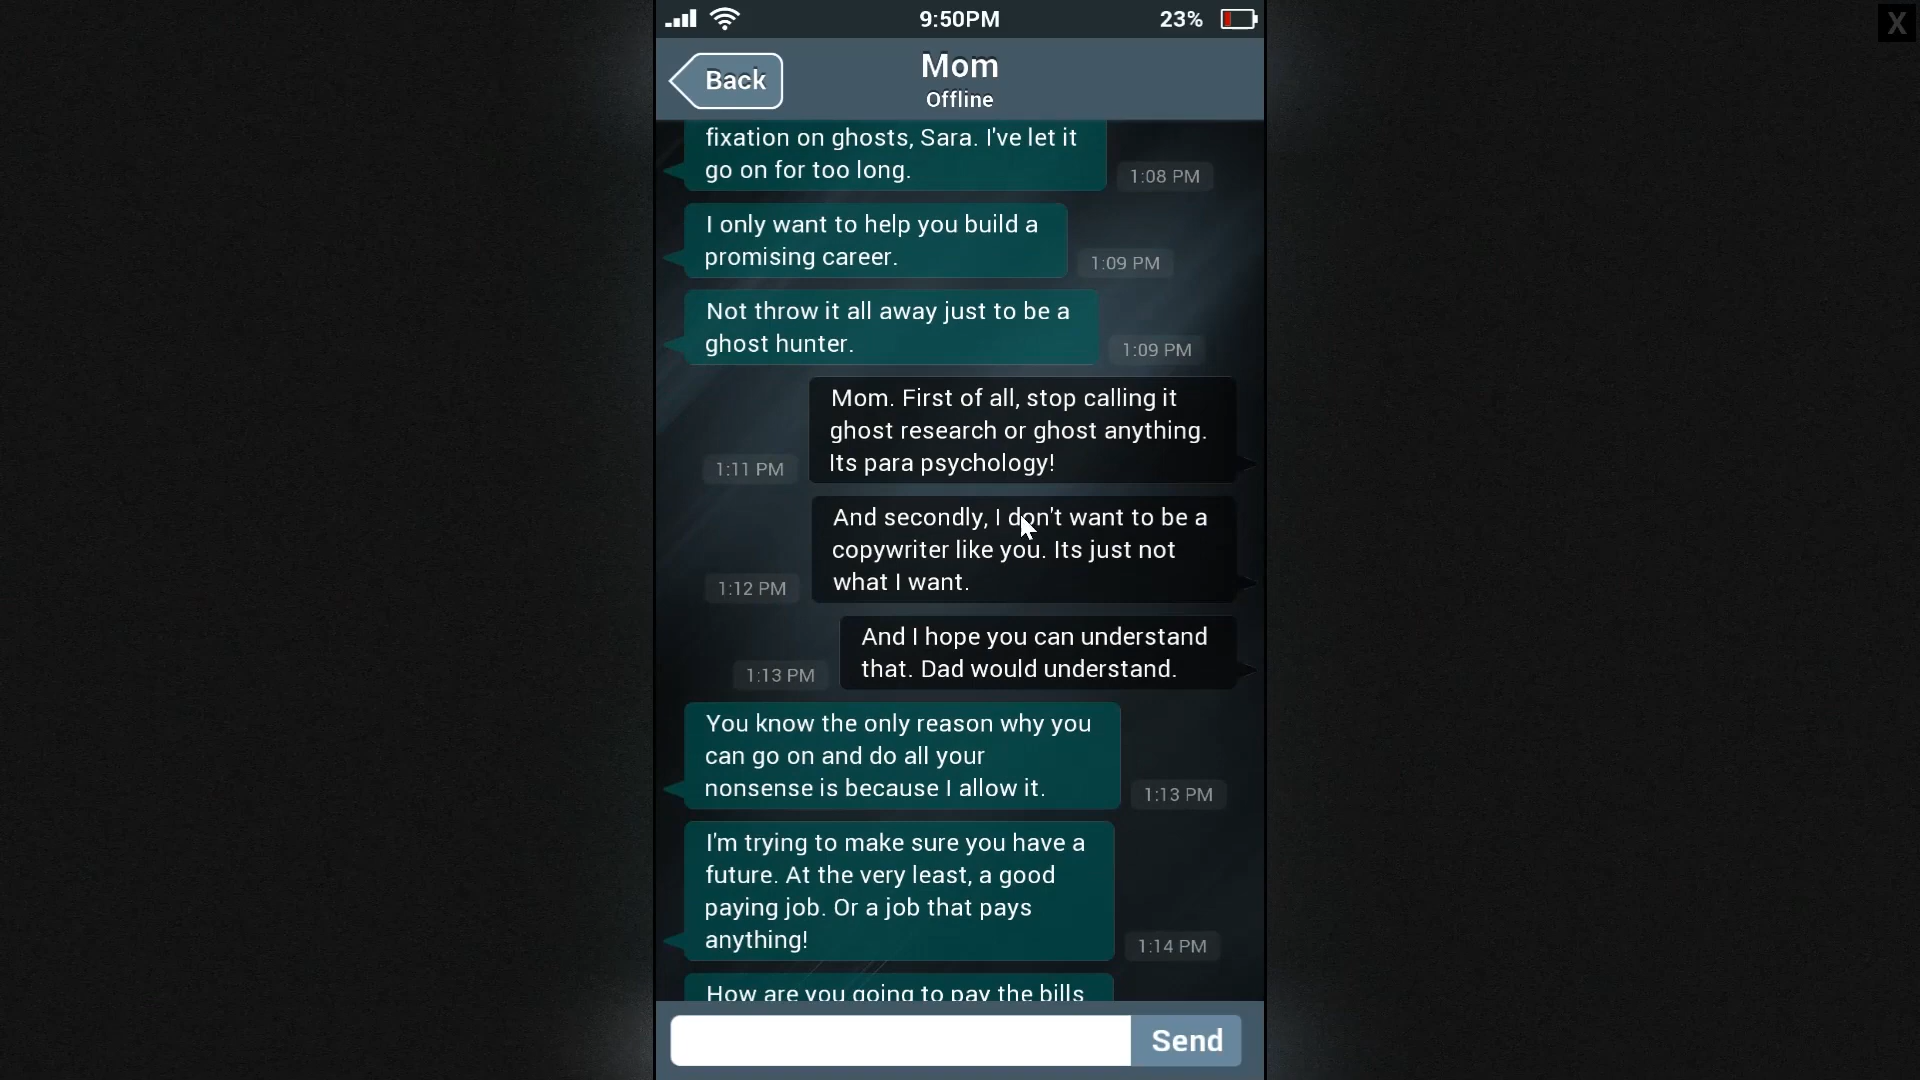 9:50PM
23%
X
Back
Mom
Offline
fixation on ghosts, Sara. I've let it
go on for too long.
1:08 PM
I only want to help you build a
promising career.
1:09 PM
Not throw it all away just to be a
ghost hunter.
1:09 PM
Mom. First of all, stop calling it
ghost research or ghost anything.
Its para psychology!
1:11 PM
And secondly, I don't want to be a
copywriter like you. Its just not
what I want.
1:12 PM
And I hope you can understand
that. Dad would understand.
1:13 PM
You know the only reason why you
can go on and do all your
nonsense is because I allow it.
1:13 PM
I'm trying to make sure you have a
future. At the very least, a good
paying job. Or a job that pays
anything!
1:14 PM
How are you going to pay the bills
Send